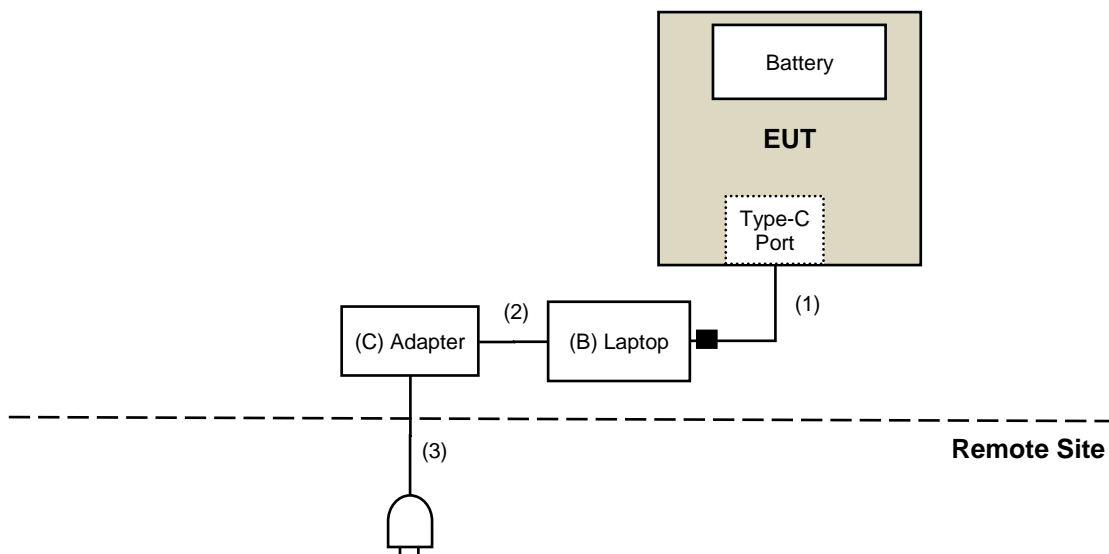 Battery
EUT
Type-C
Port
(1)
(2)
(C) Adapter
(B) Laptop
(3)
Remote Site